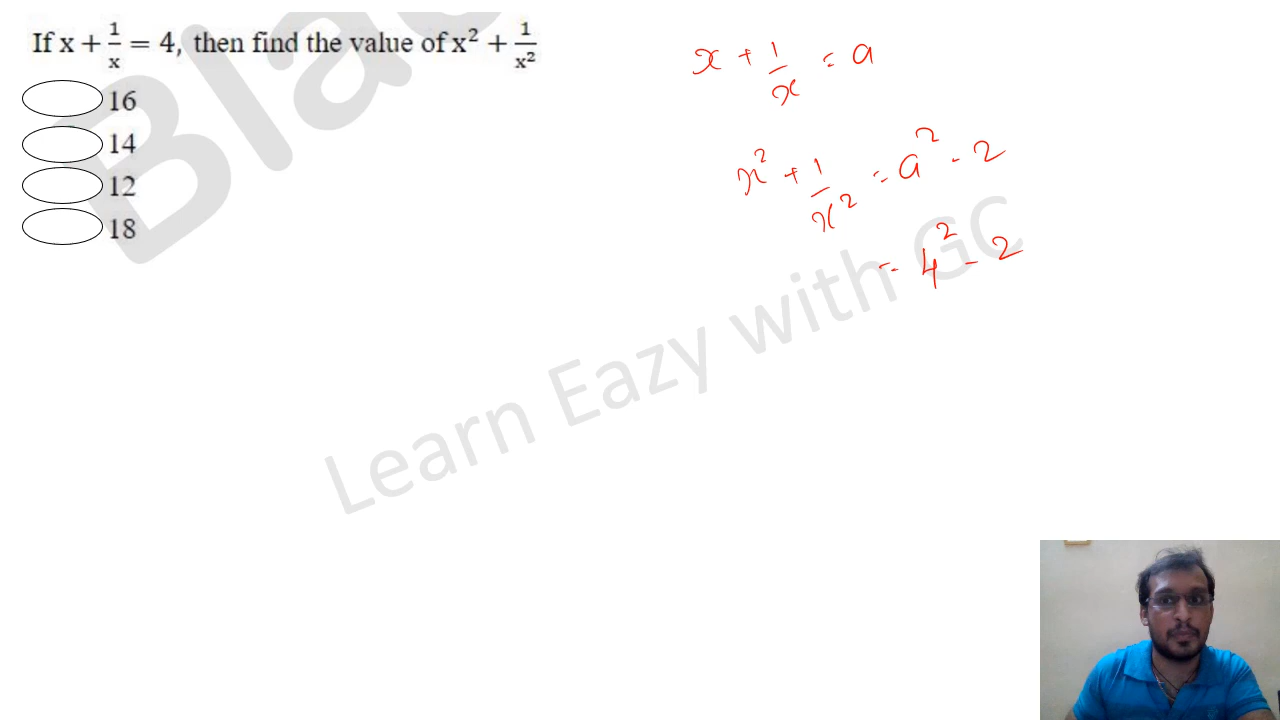 If x + 1/x = 4, then find the value of x² + 1/x²
16
14
12
18
x + 1/x = a
x² + 1/x² = a² - 2
= 4² - 2
Bla
Learn Eazy with GC